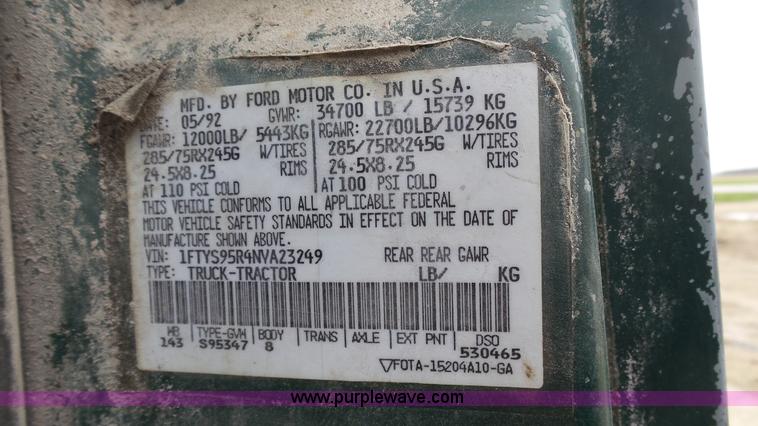 MFD. BY FORD MOTOR CO. IN U.S.A.
DATE: 05/92 GVWR: 34700 LB / 15739 KG
FGAWR: 12000LB/ 5443KG RGAWR: 22700LB/10296KG
285/75RX245G W/TIRES 285/75RX245G W/TIRES
24.5X8.25 RIMS 24.5X8.25 RIMS
AT 110 PSI COLD AT 100 PSI COLD
THIS VEHICLE CONFORMS TO ALL APPLICABLE FEDERAL
MOTOR VEHICLE SAFETY STANDARDS IN EFFECT ON THE DATE OF
MANUFACTURE SHOWN ABOVE.
VIN: 1FTYS95R4NVA23249 REAR REAR GAWR
TYPE: TRUCK-TRACTOR LB/ KG
WB TYPE-GVW BODY TRANS AXLE EXT PNT DSO
143 S95347 8 530465
▽FOTA-15204A10-GA
www.purplewave.com